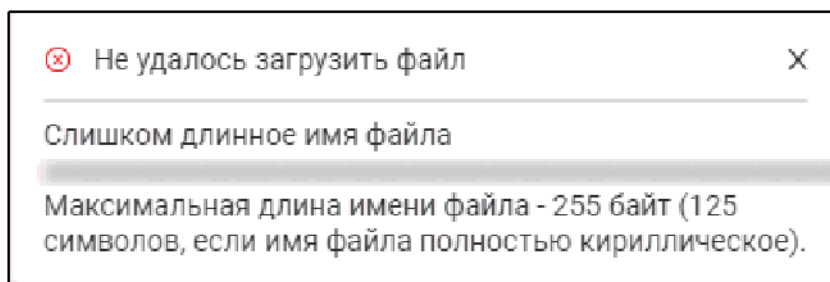 Не удалось загрузить файл
Слишком длинное имя файла
Максимальная длина имени файла - 255 байт (125
символов, если имя файла полностью кириллическое).